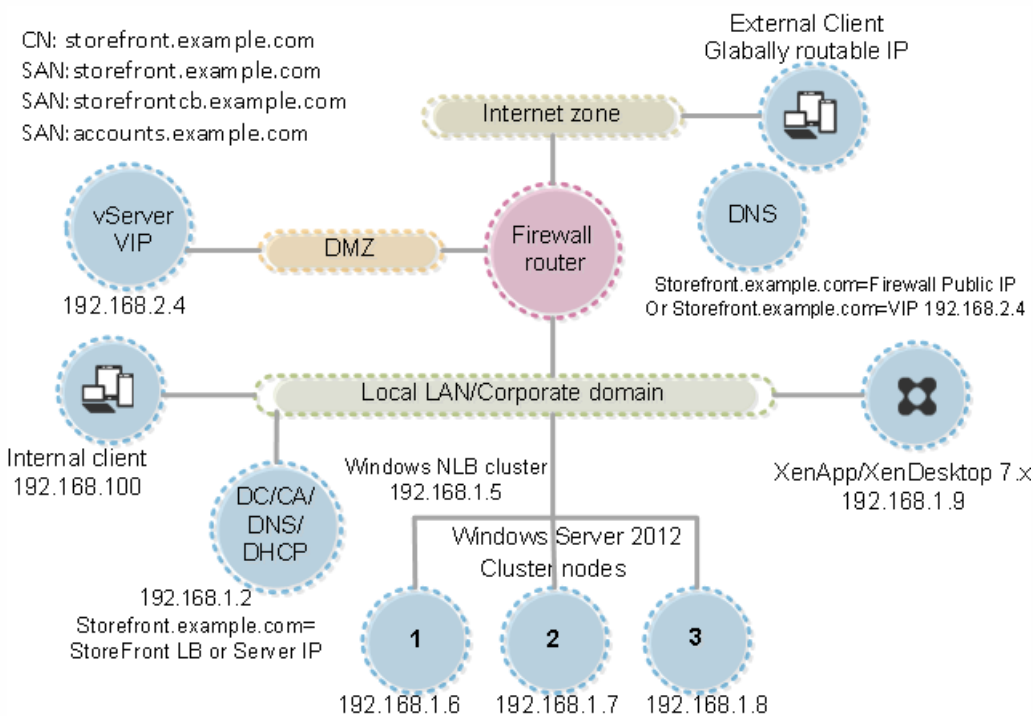 CN: storefront.example.com
SAN: storefront.example.com
SAN: storefrontcb.example.com
SAN: accounts.example.com
External Client
Glabally routable IP
Internet zone
vServer
VIP
192.168.2.4
DMZ
Firewall
router
DNS
Storefront.example.com=Firewall Public IP
Or Storefront.example.com=VIP 192.168.2.4
Local LAN/Corporate domain
Internal client
192.168.100
DC/CA/
DNS/
DHCP
192.168.1.2
Storefront.example.com=
StoreFront LB or Server IP
Windows NLB cluster
192.168.1.5
XenApp/XenDesktop 7.x
192.168.1.9
Windows Server 2012
Cluster nodes
1
2
3
192.168.1.6
192.168.1.7
192.168.1.8